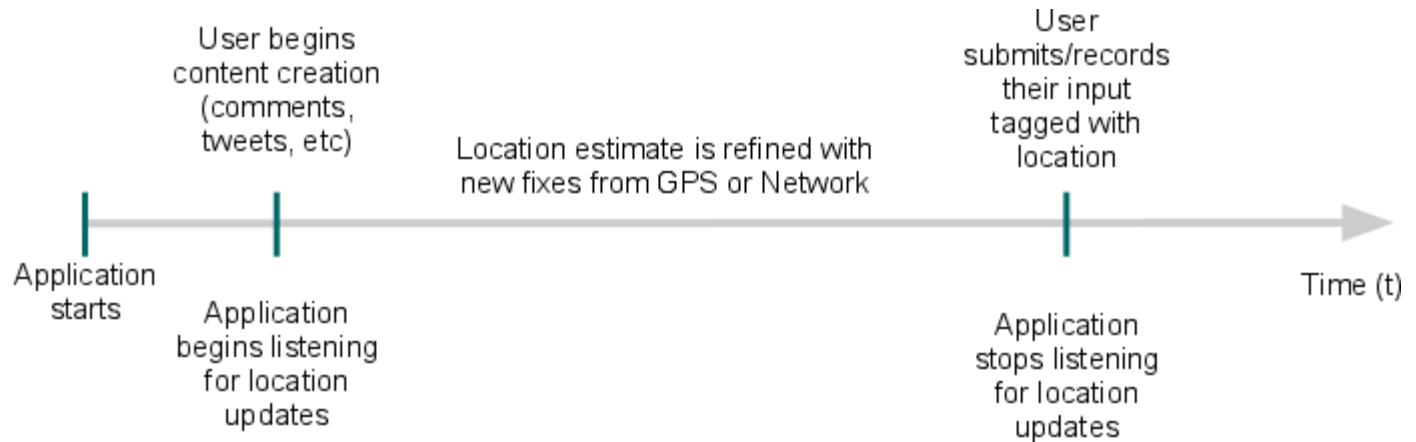 User begins
content creation
(comments,
tweets, etc)
Location estimate is refined with
new fixes from GPS or Network
User
submits/records
their input
tagged with
location
Application
starts
Application
begins listening
for location
updates
Application
stops listening
for location
updates
Time (t)